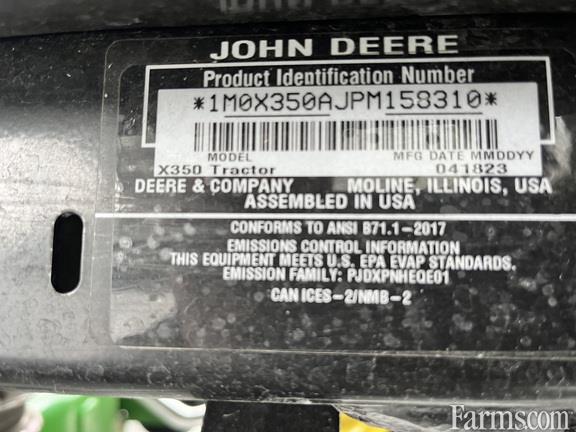 JOHN DEERE
Product Identification Number
*1M0X350AJPM158310*
MODEL MFG DATE MMDDYY
X350 Tractor 041823
DEERE & COMPANY MOLINE, ILLINOIS, USA
ASSEMBLED IN USA
CONFORMS TO ANSI B71.1-2017
EMISSIONS CONTROL INFORMATION
THIS EQUIPMENT MEETS U.S. EPA EVAP STANDARDS.
EMISSION FAMILY: PJDXPNHEQE01
CAN ICES-2/NMB-2
Farms.com